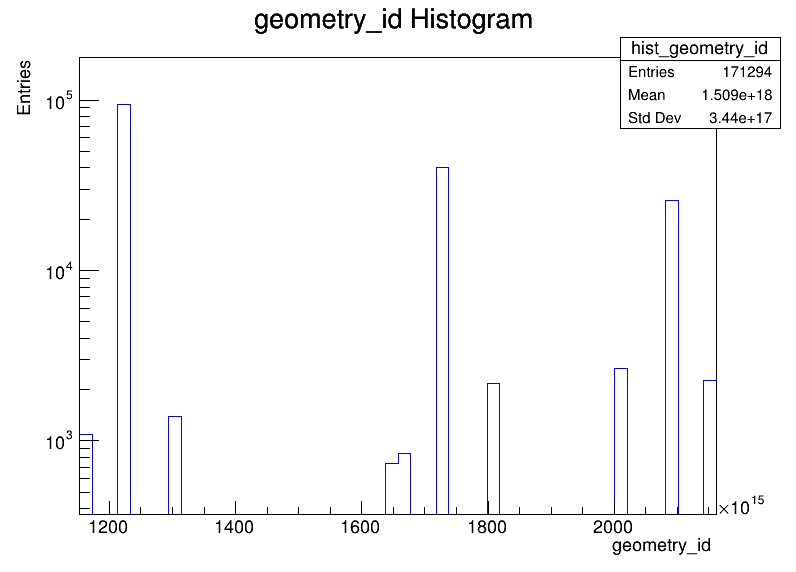 geometry_id Histogram
hist_geometry_id
Entries 171294
Mean 1.509e+18
Std Dev 3.44e+17
Entries
10^5
10^4
10^3
1200 1400 1600 1800 2000
×10^15
geometry_id